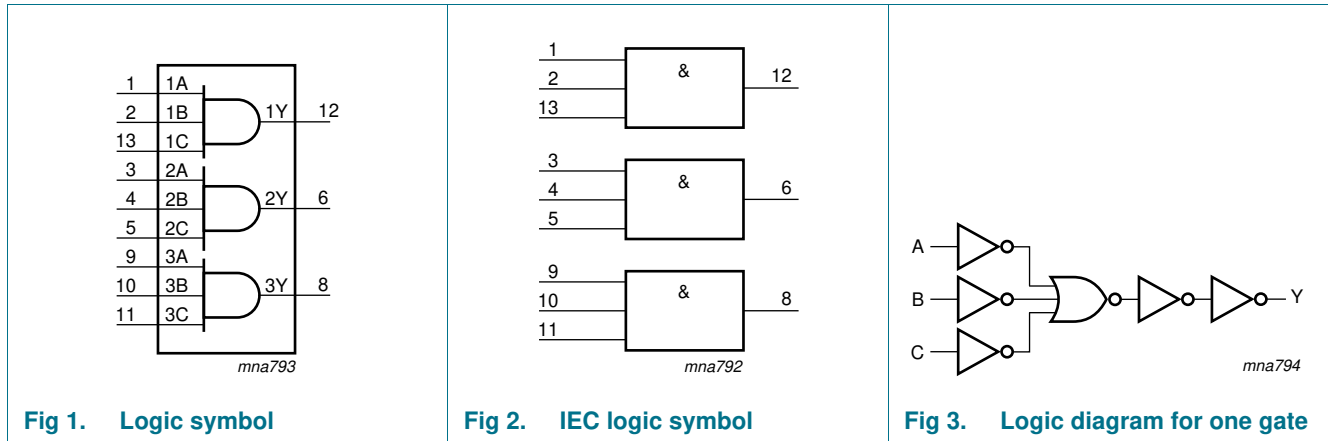 1 1A
2 1B 1Y 12
13 1C
3 2A
4 2B 2Y 6
5 2C
9 3A
10 3B 3Y 8
11 3C
mna793
Fig 1. Logic symbol
1
2 & 12
13
3
4 & 6
5
9
10 & 8
11
mna792
Fig 2. IEC logic symbol
A
B Y
C
mna794
Fig 3. Logic diagram for one gate